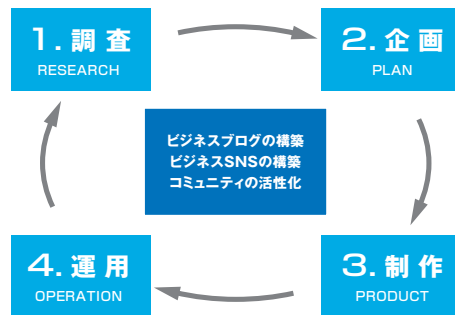 1. 調査
RESEARCH
2. 企画
PLAN
ビジネスブログの構築
ビジネスSNSの構築
コミュニティの活性化
4. 運用
OPERATION
3. 制作
PRODUCT